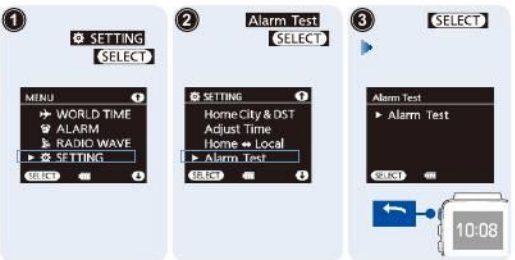 1
SETTING
SELECT
MENU
WORLD TIME
ALARM
RADIO WAVE
SETTING
SELECT
2
Alarm Test
SELECT
SETTING
Home City & DST
Adjust Time
Home ↔ Local
Alarm Test
SELECT
3
SELECT
Alarm Test
Alarm Test
SELECT
10:08